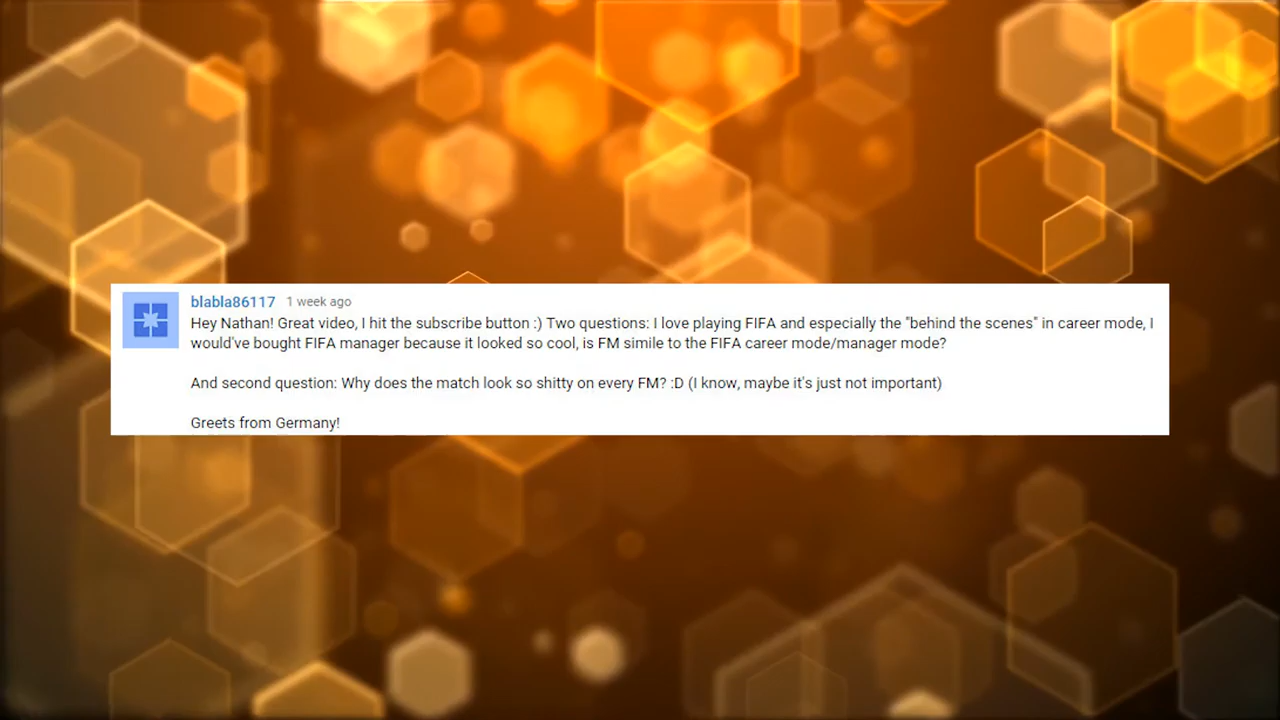 blabla86117 1 week ago
Hey Nathan! Great video, I hit the subscribe button :) Two questions: I love playing FIFA and especially the "behind the scenes" in career mode, I
would've bought FIFA manager because it looked so cool, is FM simile to the FIFA career mode/manager mode?
And second question: Why does the match look so shitty on every FM? :D (I know, maybe it's just not important)
Greets from Germany!